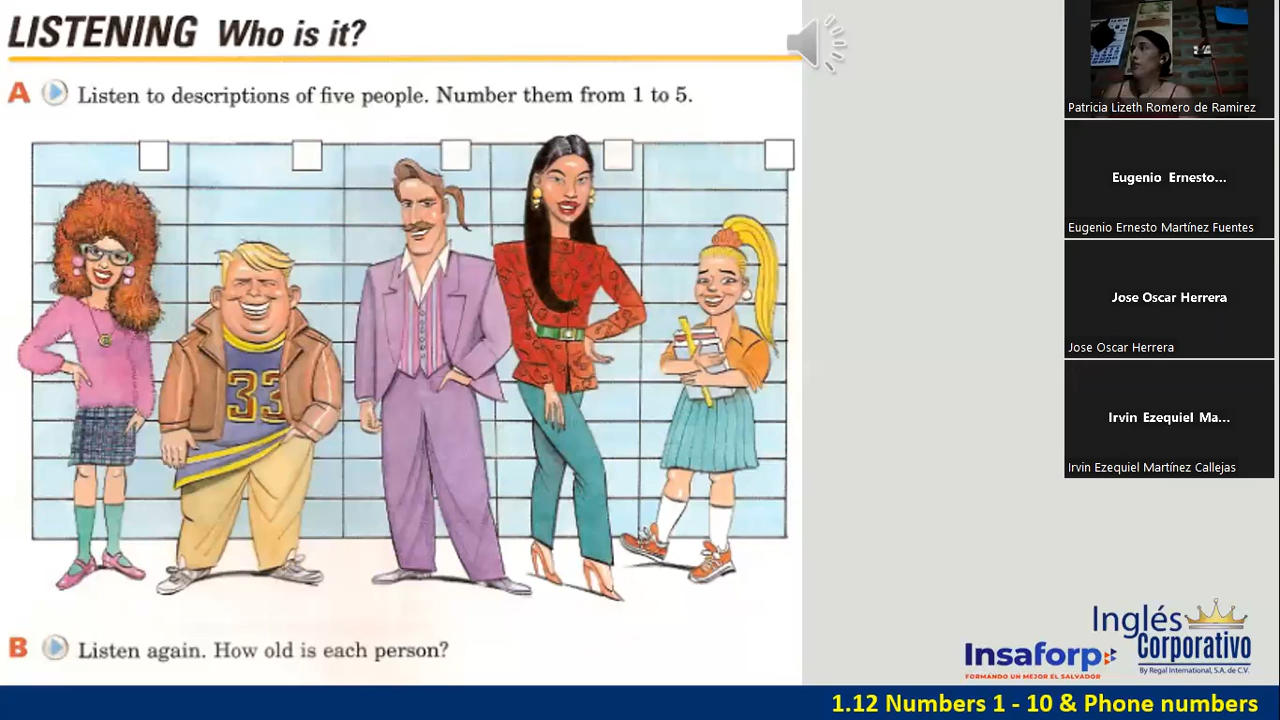 LISTENING Who is it?
A Listen to descriptions of five people. Number them from 1 to 5.
33
B Listen again. How old is each person?
Patricia Lizeth Romero de Ramirez
Eugenio Ernesto...
Eugenio Ernesto Martínez Fuentes
Jose Oscar Herrera
Jose Oscar Herrera
Irvin Ezequiel Ma...
Irvin Ezequiel Martínez Callejas
Insaforp
FORMANDO UN MEJOR EL SALVADOR
Inglés
Corporativo
By Regal International, S.A. de C.V.
1.12 Numbers 1 - 10 & Phone numbers